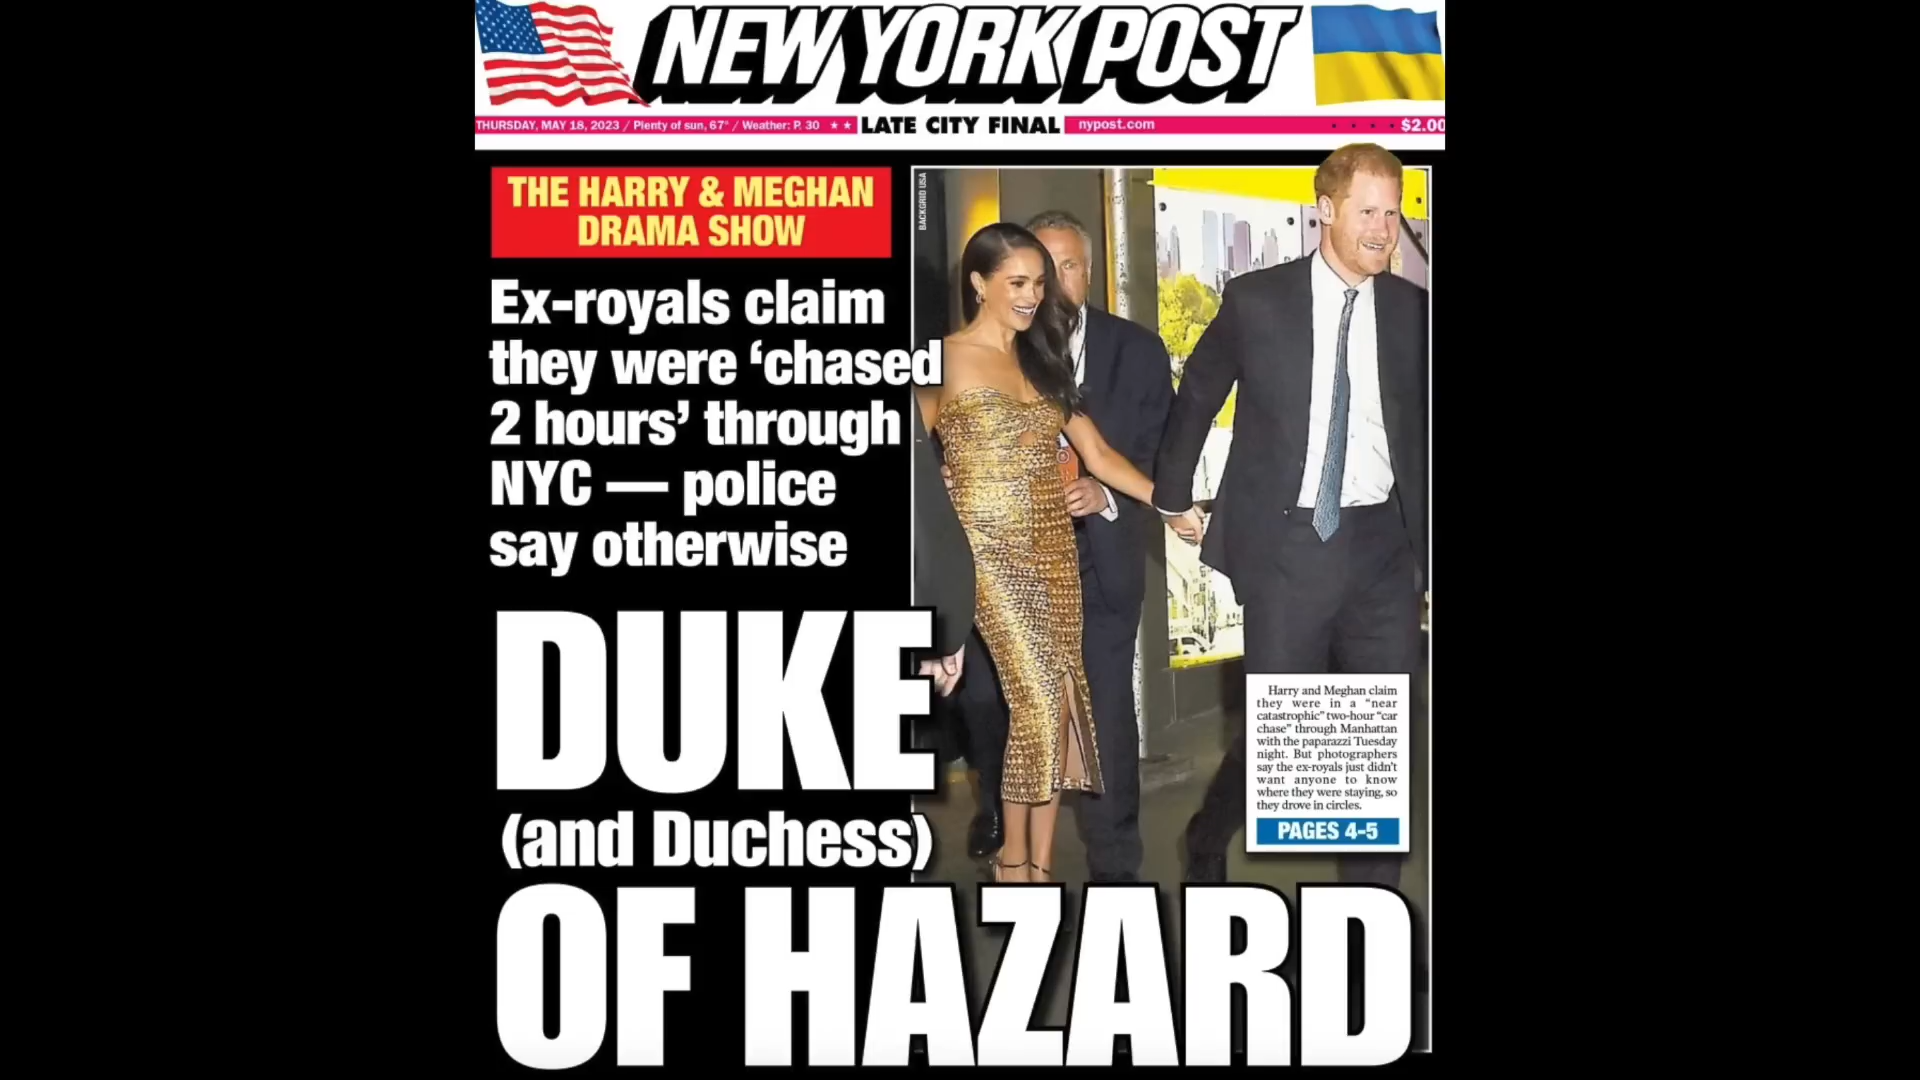 NEW YORK POST
THURSDAY, MAY 18, 2023 / Plenty of sun, 67° / Weather: P. 30 ★★ LATE CITY FINAL nypost.com $2.00
THE HARRY & MEGHAN
DRAMA SHOW
BACKGRID USA
Ex-royals claim
they were ‘chased
2 hours’ through
NYC — police
say otherwise
DUKE
(and Duchess)
OF HAZARD
Harry and Meghan claim
they were in a “near
catastrophic” two-hour “car
chase” through Manhattan
with the paparazzi Tuesday
night. But photographers
say the ex-royals just didn’t
want anyone to know
where they were staying, so
they drove in circles.
PAGES 4-5